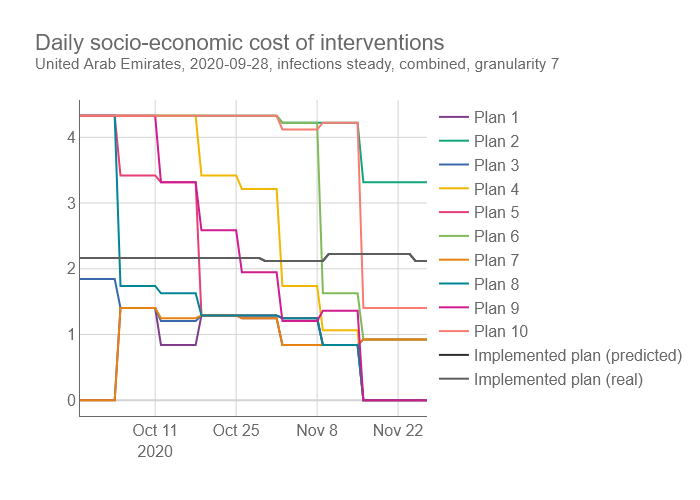 Daily socio-economic cost of interventions
United Arab Emirates, 2020-09-28, infections steady, combined, granularity 7
4
3
2
1
0
Oct 11
2020
Oct 25
Nov 8
Nov 22
Plan 1
Plan 2
Plan 3
Plan 4
Plan 5
Plan 6
Plan 7
Plan 8
Plan 9
Plan 10
Implemented plan (predicted)
Implemented plan (real)